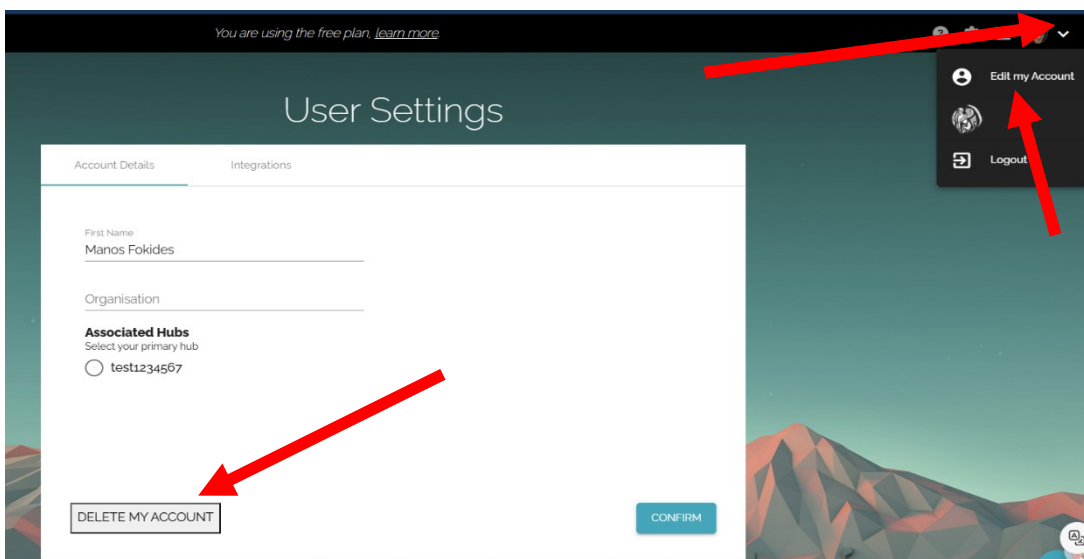 You are using the free plan, learn more.
Edit my Account
User Settings
Account Details
Integrations
Logout
First Name
Manos Fokides
Organisation
Associated Hubs
Select your primary hub
test1234567
DELETE MY ACCOUNT
CONFIRM